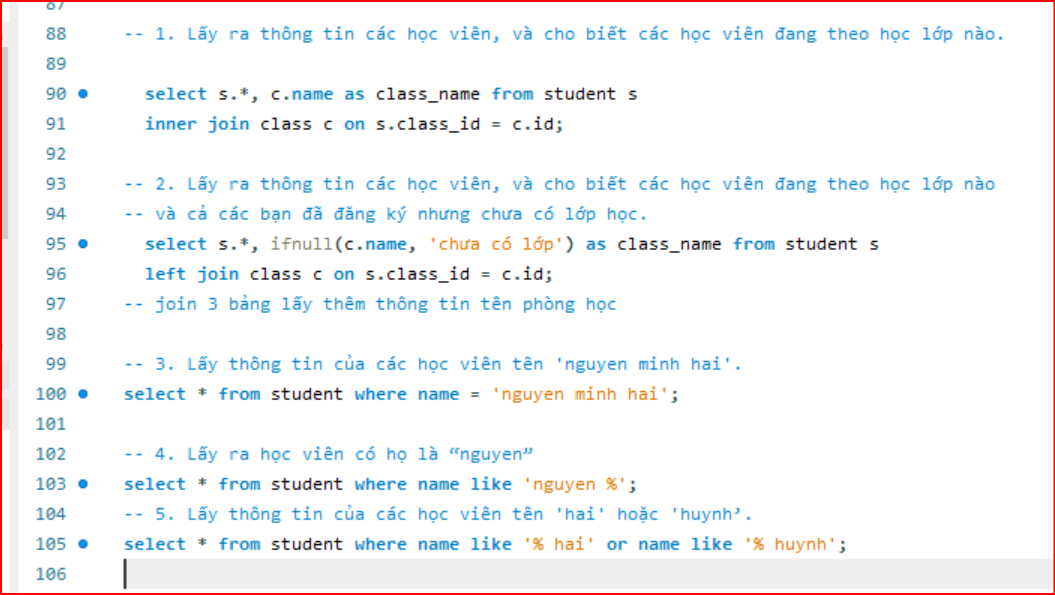 87
88 -- 1. Lấy ra thông tin các học viên, và cho biết các học viên đang theo học lớp nào.
89
90 select s.*, c.name as class_name from student s
91 inner join class c on s.class_id = c.id;
92
93 -- 2. Lấy ra thông tin các học viên, và cho biết các học viên đang theo học lớp nào
94 -- và cả các bạn đã đăng ký nhưng chưa có lớp học.
95 select s.*, ifnull(c.name, 'chưa có lớp') as class_name from student s
96 left join class c on s.class_id = c.id;
97 -- join 3 bảng lấy thêm thông tin tên phòng học
98
99 -- 3. Lấy thông tin của các học viên tên 'nguyen minh hai'.
100 select * from student where name = 'nguyen minh hai';
101
102 -- 4. Lấy ra học viên có họ là “nguyen”
103 select * from student where name like 'nguyen %';
104 -- 5. Lấy thông tin của các học viên tên 'hai' hoặc 'huynh’.
105 select * from student where name like '% hai' or name like '% huynh';
106